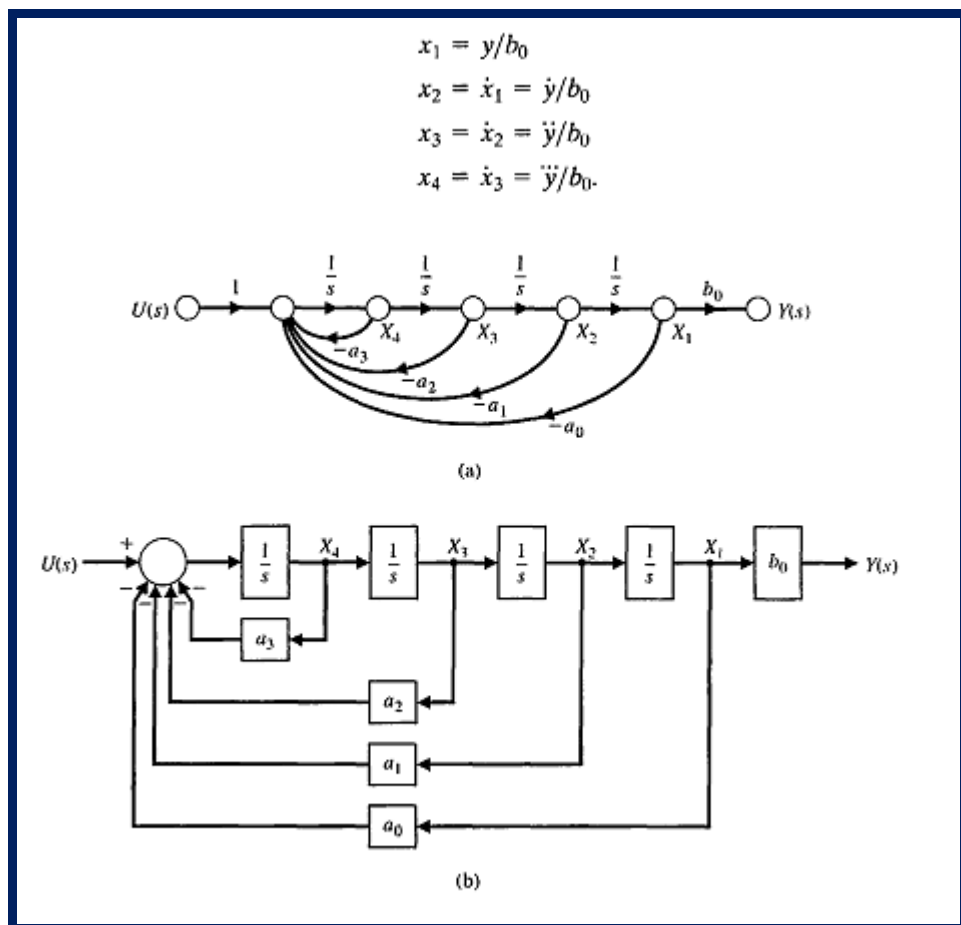 x₁ = y/b₀
x₂ = ẋ₁ = ẏ/b₀
x₃ = ẋ₂ = ÿ/b₀
x₄ = ẋ₃ = y⃛/b₀.
U(s) 1 1/s 1/s 1/s 1/s b₀ Y(s)
X₄ X₃ X₂ X₁
−a₃
−a₂
−a₁
−a₀
(a)
U(s) + 1/s X₄ 1/s X₃ 1/s X₂ 1/s X₁ b₀ Y(s)
− − − − 
a₃
a₂
a₁
a₀
(b)